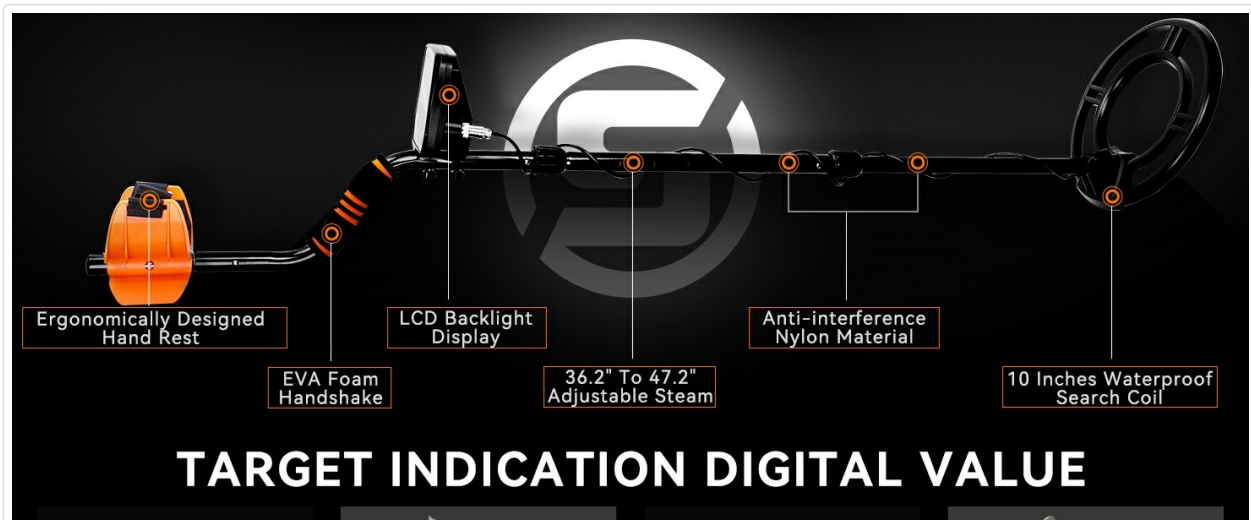 Ergonomically Designed
Hand Rest
EVA Foam
Handshake
LCD Backlight
Display
36.2" To 47.2"
Adjustable Steam
Anti-interference
Nylon Material
10 Inches Waterproof
Search Coil
TARGET INDICATION DIGITAL VALUE